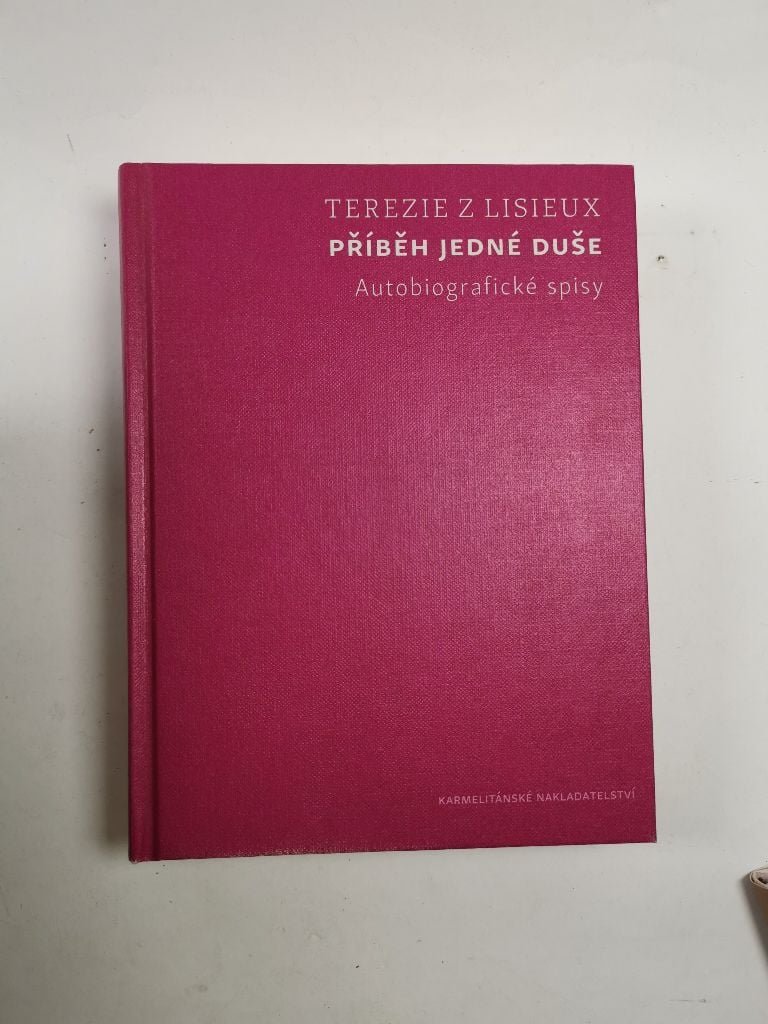 TEREZIE Z LISIEUX
PŘÍBĚH JEDNÉ DUŠE
Autobiografické spisy
KARMELITÁNSKÉ NAKLADATELSTVÍ